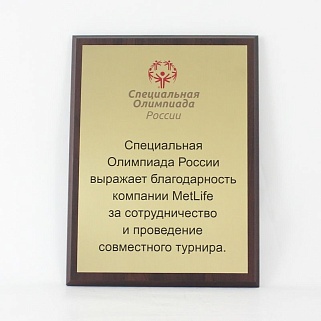 Специальная
Олимпиада
России
Специальная
Олимпиада России
выражает благодарность
компании MetLife
за сотрудничество
и проведение
совместного турнира.